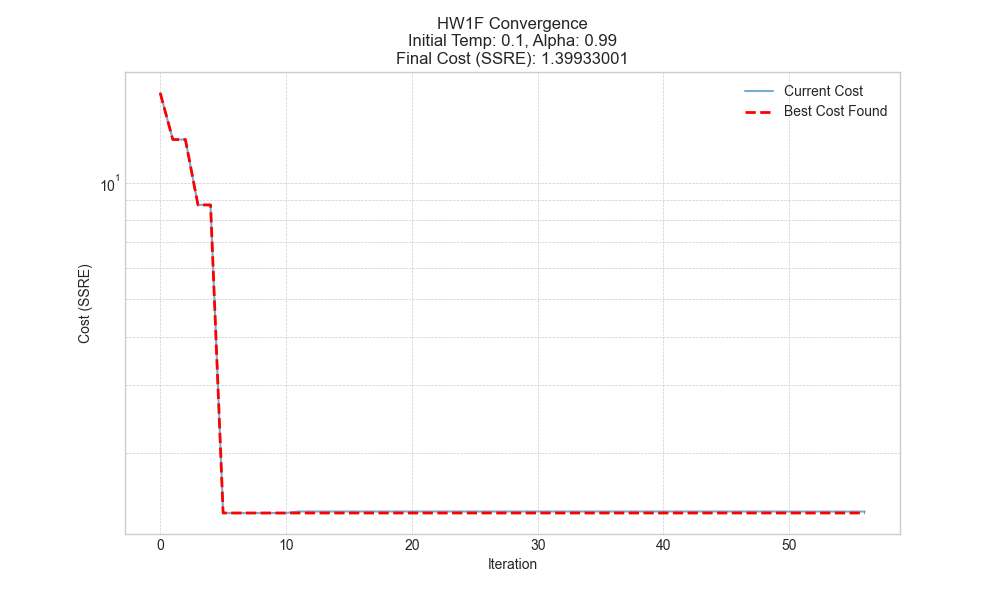 HW1F Convergence
Initial Temp: 0.1, Alpha: 0.99
Final Cost (SSRE): 1.39933001
Current Cost
Best Cost Found
10¹
Cost (SSRE)
0 10 20 30 40 50
Iteration